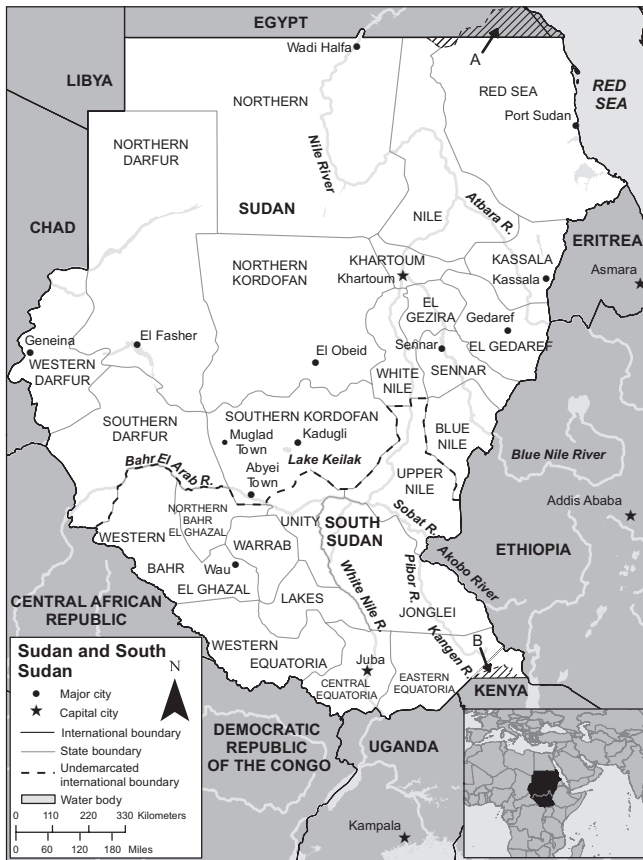 EGYPT
Wadi Halfa
A
LIBYA
RED SEA
RED
SEA
NORTHERN
Port Sudan
NORTHERN
DARFUR
Nile River
SUDAN
Atbara R.
NILE
CHAD
ERITREA
KHARTOUM
Khartoum
KASSALA
Kassala
Asmara
NORTHERN
KORDOFAN
EL
GEZIRA
Gedaref
EL GEDAREF
Geneina
El Fasher
El Obeid
Sennar
SENNAR
WESTERN
DARFUR
WHITE
NILE
SOUTHERN
DARFUR
SOUTHERN KORDOFAN
Muglad
Town
Kadugli
BLUE
NILE
Lake Keilak
Blue Nile River
Bahr El Arab R.
Abyei
Town
UPPER
NILE
Addis Ababa
NORTHERN
BAHR
EL GHAZAL
UNITY
SOUTH
SUDAN
Sobat R.
WESTERN
BAHR
EL GHAZAL
WARRAB
Wau
ETHIOPIA
Akobo River
Pibor R.
White Nile R.
LAKES
JONGLEI
CENTRAL AFRICAN
REPUBLIC
Kangen R.
B
WESTERN
EQUATORIA
Juba
CENTRAL
EQUATORIA
EASTERN
EQUATORIA
KENYA
DEMOCRATIC
REPUBLIC
OF THE CONGO
UGANDA
Kampala
Sudan and South
Sudan
N
Major city
Capital city
International boundary
State boundary
Undemarcated
international boundary
Water body
0 110 220 330 Kilometers
0 60 120 180 Miles